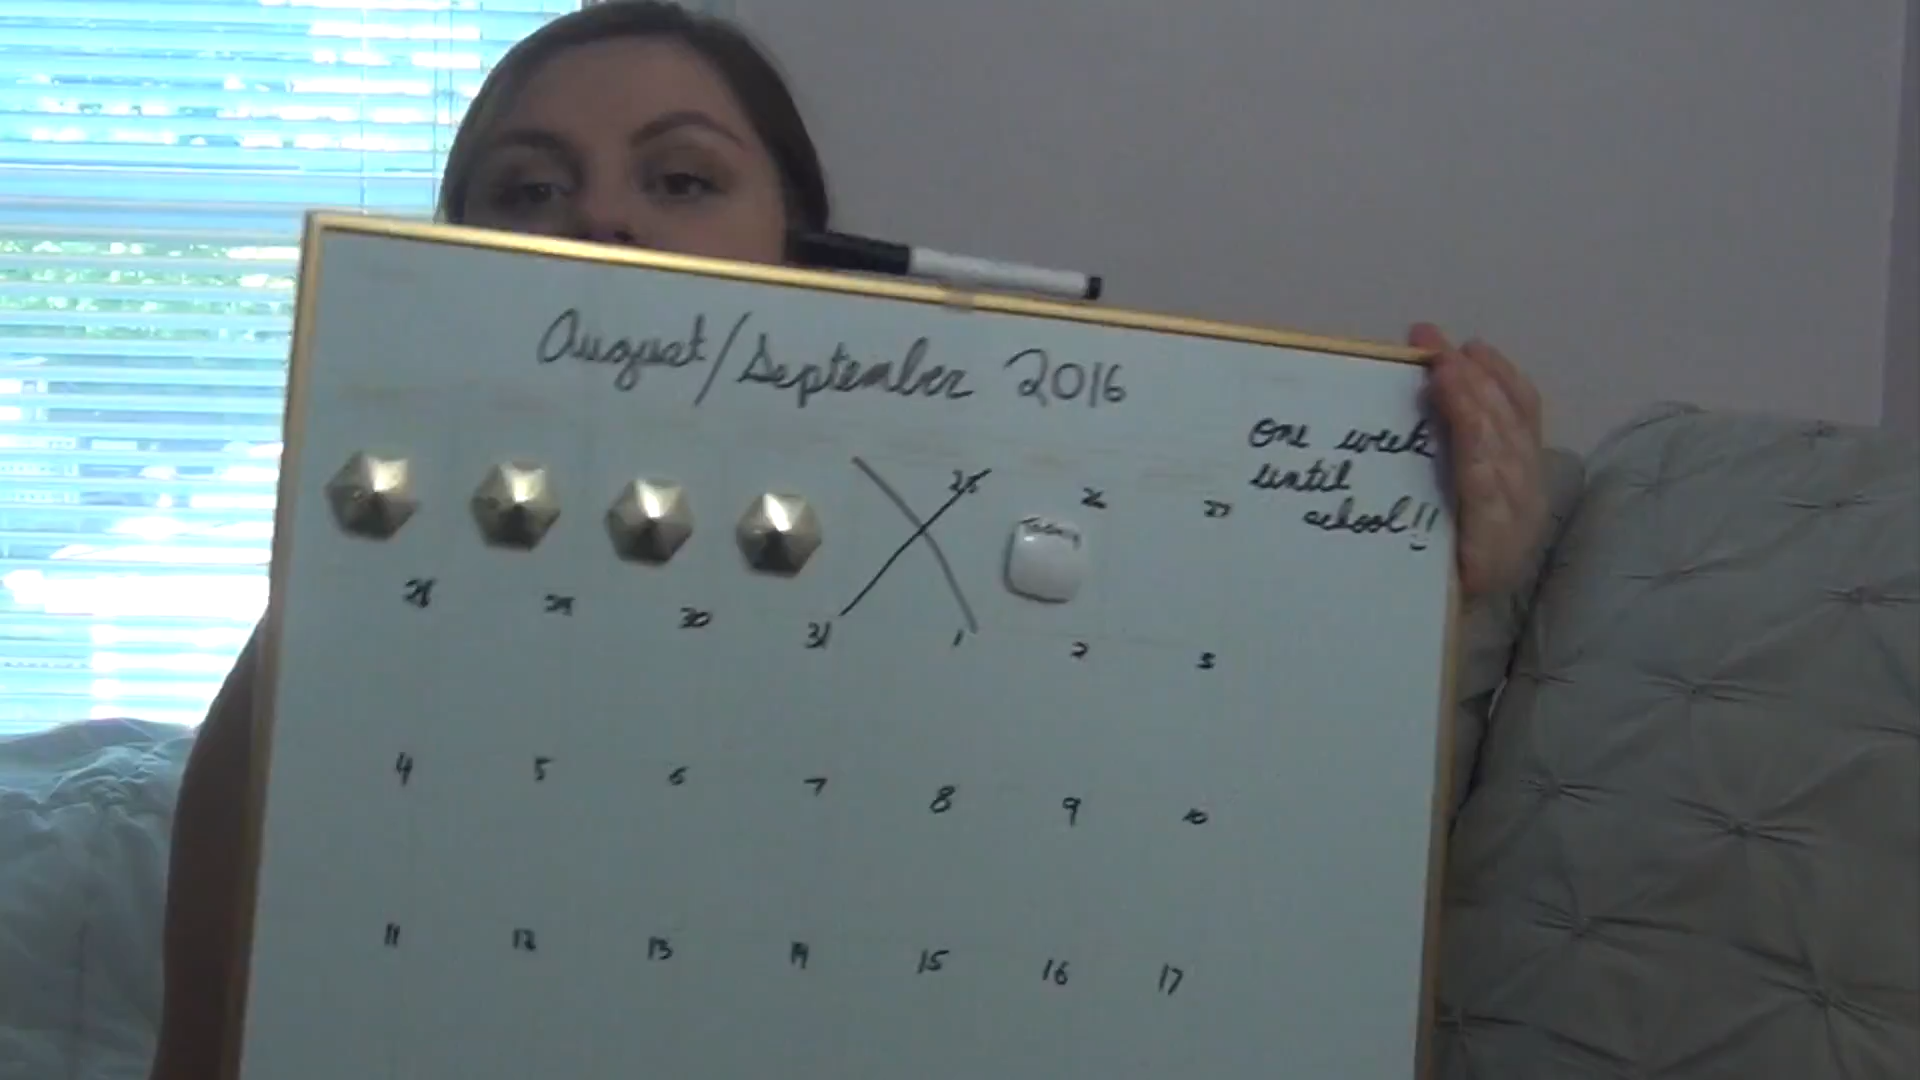 August/September 2016
One week
until
school!!
25 26 27
Today
28 29 30 31 1 2 3
4 5 6 7 8 9 10
11 12 13 14 15 16 17